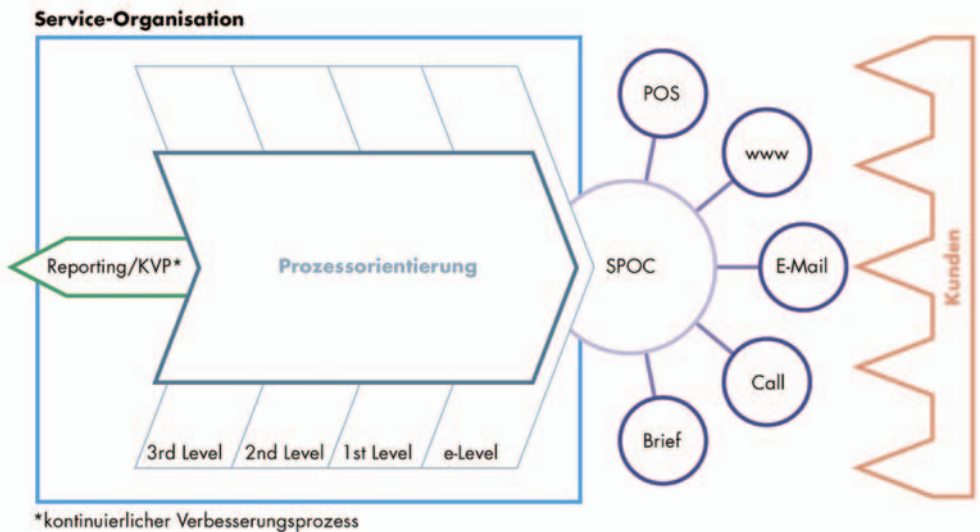 Service-Organisation
POS
www
Reporting/KVP*
Prozessorientierung
SPOC
E-Mail
Kunden
Call
Brief
3rd Level
2nd Level
1st Level
e-Level
*kontinuierlicher Verbesserungsprozess